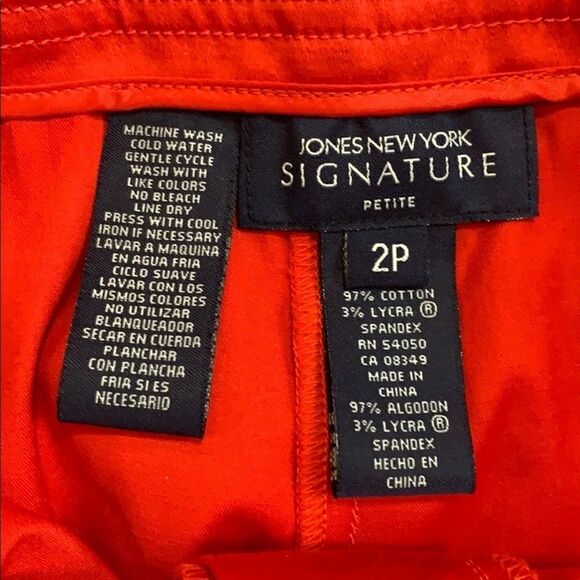 MACHINE WASH
COLD WATER
GENTLE CYCLE
WASH WITH
LIKE COLORS
NO BLEACH
LINE DRY
PRESS WITH COOL
IRON IF NECESSARY
LAVAR A MAQUINA
EN AGUA FRIA
CICLO SUAVE
LAVAR CON LOS
MISMOS COLORES
NO UTILIZAR
BLANQUEADOR
SECAR EN CUERDA
PLANCHAR
CON PLANCHA
FRIA SI ES
NECESARIO
JONES NEW YORK
SIGNATURE
PETITE
2P
97% COTTON
3% LYCRA ®
SPANDEX
RN 54050
CA 08349
MADE IN
CHINA
97% ALGODON
3% LYCRA ®
SPANDEX
HECHO EN
CHINA